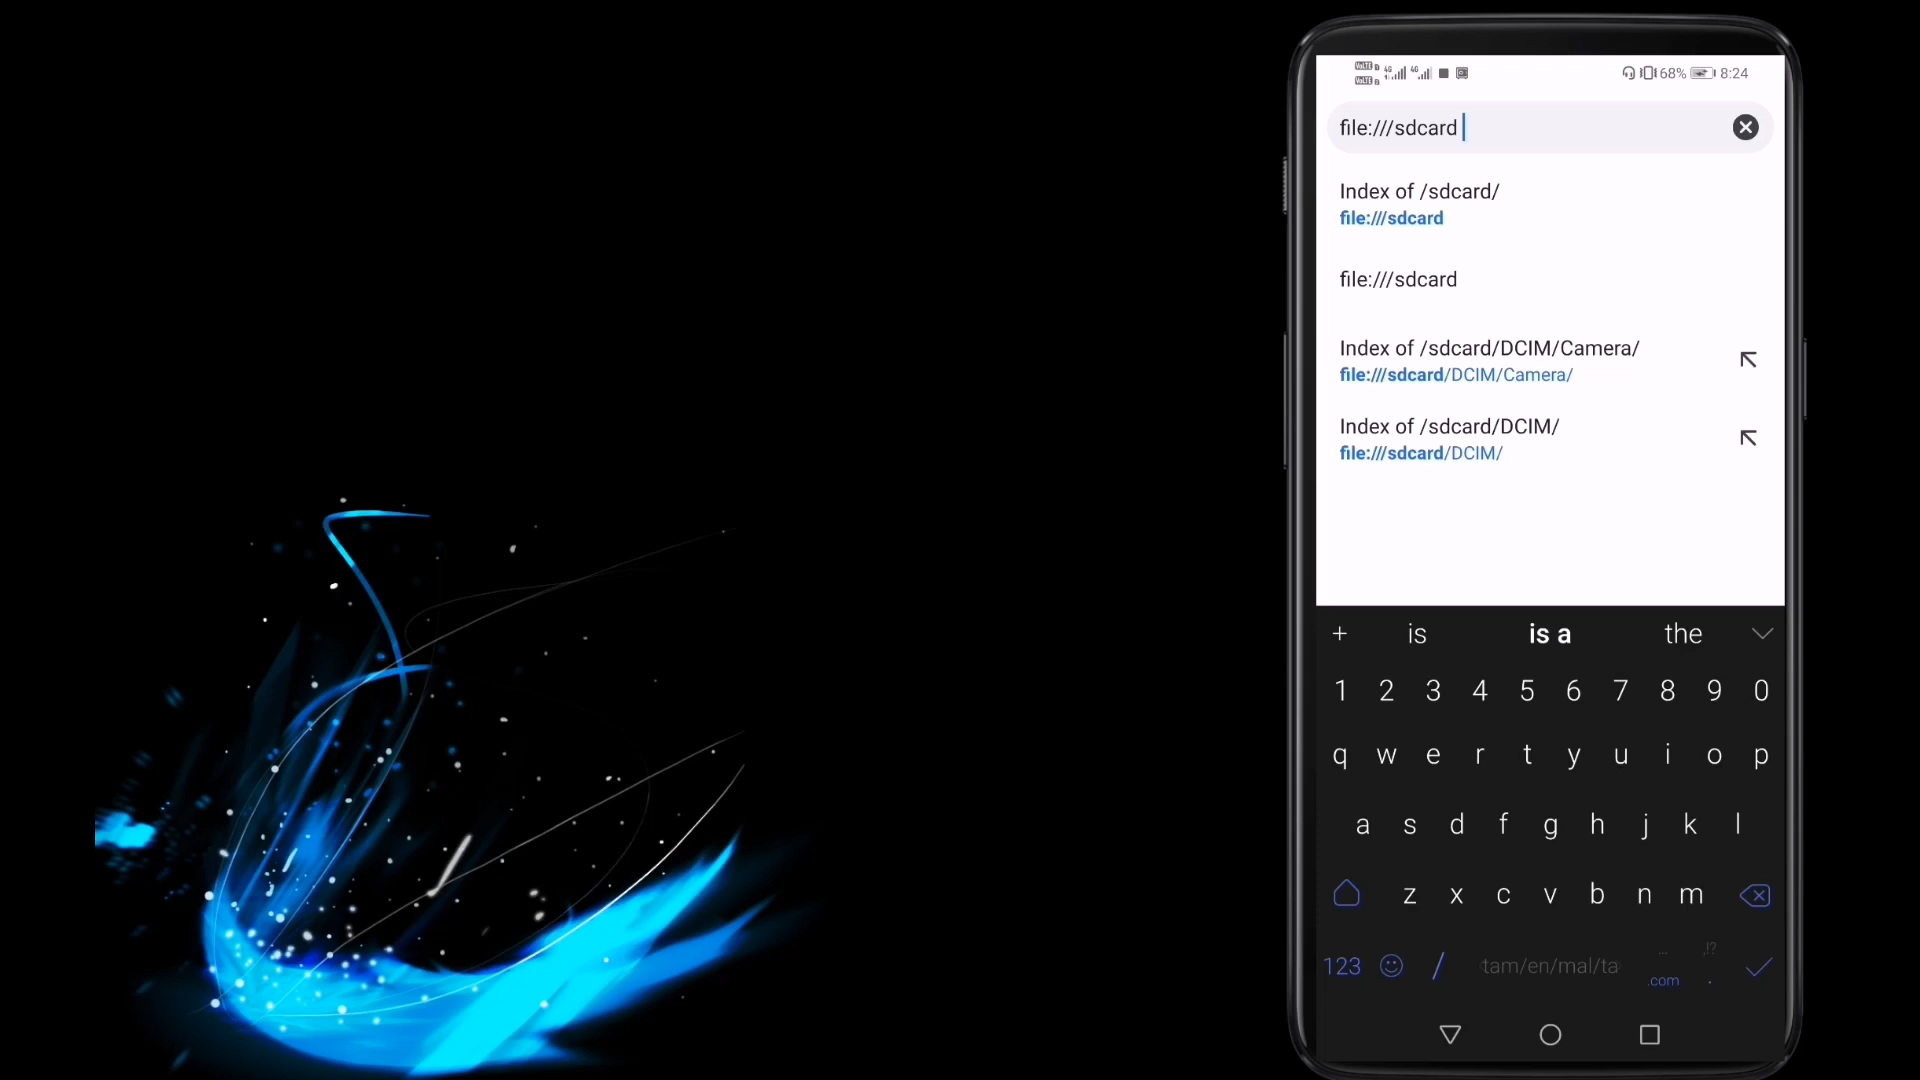 68% 8:24
file:///sdcard
Index of /sdcard/
file:///sdcard
file:///sdcard
Index of /sdcard/DCIM/Camera/
file:///sdcard/DCIM/Camera/
Index of /sdcard/DCIM/
file:///sdcard/DCIM/
+ is is a the
1 2 3 4 5 6 7 8 9 0
q w e r t y u i o p
a s d f g h j k l
z x c v b n m
,!?
123 / tam/en/mal/ta
.com .